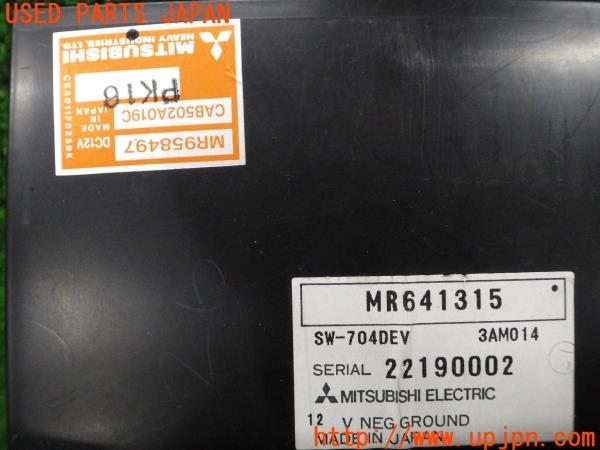 USED PARTS JAPAN
MITSUBISHI
HEAVY INDUSTRIES, LTD.
PK18
CAB502A019C
MADE
IN
JAPAN
MR958497
DC12V
CSA011F025BK
MR641315
SW-704DEV 3AM014
SERIAL 22190002
MITSUBISHI ELECTRIC
12 V NEG GROUND
MADE IN JAPAN
www.upjpn.com